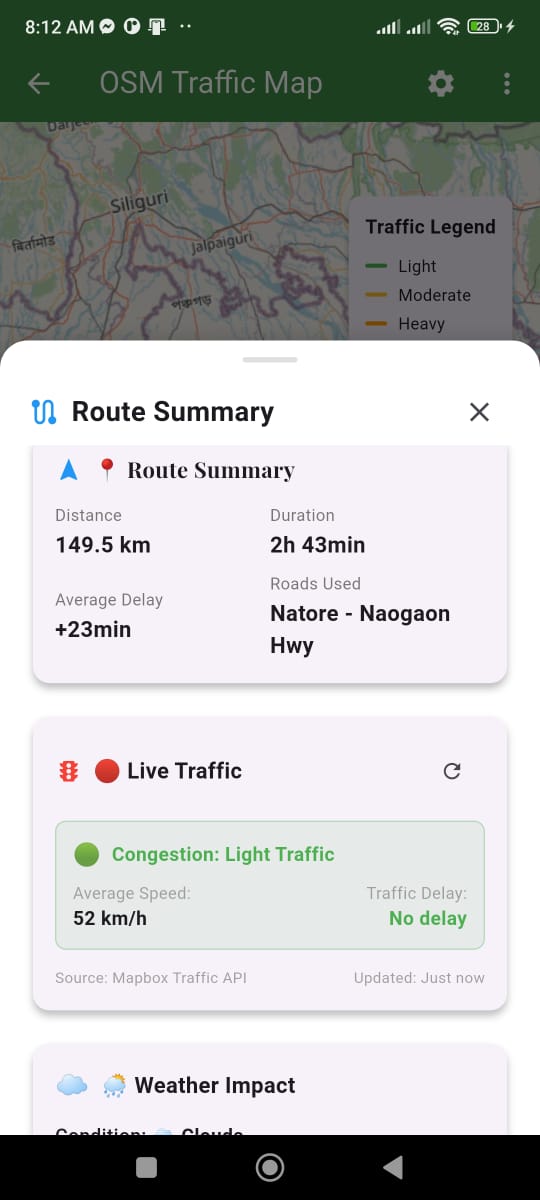 8:12 AM
28
OSM Traffic Map
Siliguri
बिर्तामोड
Jalpaiguri
পঞ্চগড়
Traffic Legend
Light
Moderate
Heavy
Route Summary
Route Summary
Distance
Duration
149.5 km
2h 43min
Average Delay
Roads Used
+23min
Natore - Naogaon
Hwy
Live Traffic
Congestion: Light Traffic
Average Speed:
Traffic Delay:
52 km/h
No delay
Source: Mapbox Traffic API
Updated: Just now
Weather Impact
Condition:
Clouds